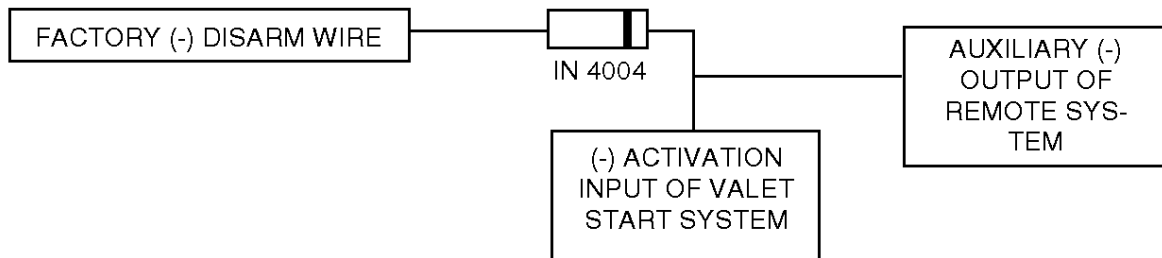 FACTORY (-) DISARM WIRE
IN 4004
AUXILIARY (-)
OUTPUT OF
REMOTE SYS-
TEM
(-) ACTIVATION
INPUT OF VALET
START SYSTEM